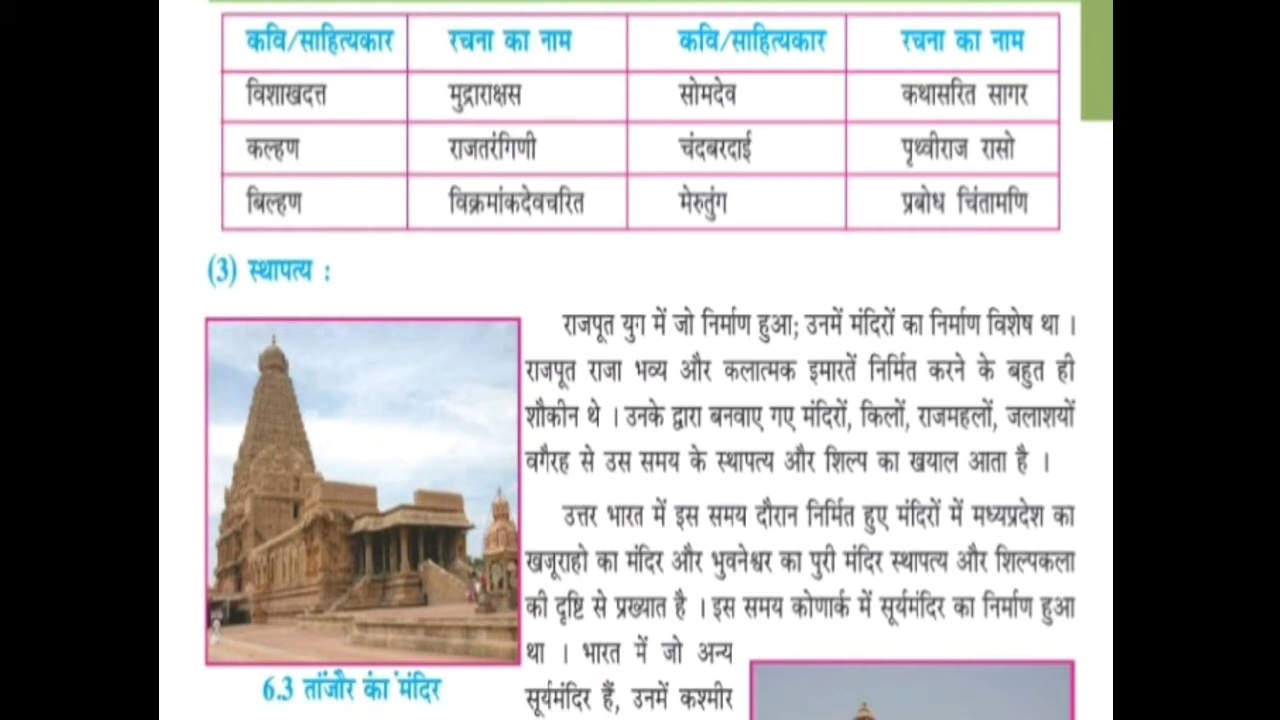 कवि/साहित्यकार रचना का नाम कवि/साहित्यकार रचना का नाम
विशाखदत्त मुद्राराक्षस सोमदेव कथासरित सागर
कल्हण राजतरंगिणी चंदबरदाई पृथ्वीराज रासो
बिल्हण विक्रमांकदेवचरित मेरुतुंग प्रबोध चिंतामणि
(3) स्थापत्य :
राजपूत युग में जो निर्माण हुआ; उनमें मंदिरों का निर्माण विशेष था ।
राजपूत राजा भव्य और कलात्मक इमारतें निर्मित करने के बहुत ही
शौकीन थे । उनके द्वारा बनवाए गए मंदिरों, किलों, राजमहलों, जलाशयों
वगैरह से उस समय के स्थापत्य और शिल्प का खयाल आता है ।
उत्तर भारत में इस समय दौरान निर्मित हुए मंदिरों में मध्यप्रदेश का
खजूराहो का मंदिर और भुवनेश्वर का पुरी मंदिर स्थापत्य और शिल्पकला
की दृष्टि से प्रख्यात है । इस समय कोणार्क में सूर्यमंदिर का निर्माण हुआ
था । भारत में जो अन्य
सूर्यमंदिर हैं, उनमें कश्मीर
6.3 तांजौर का मंदिर